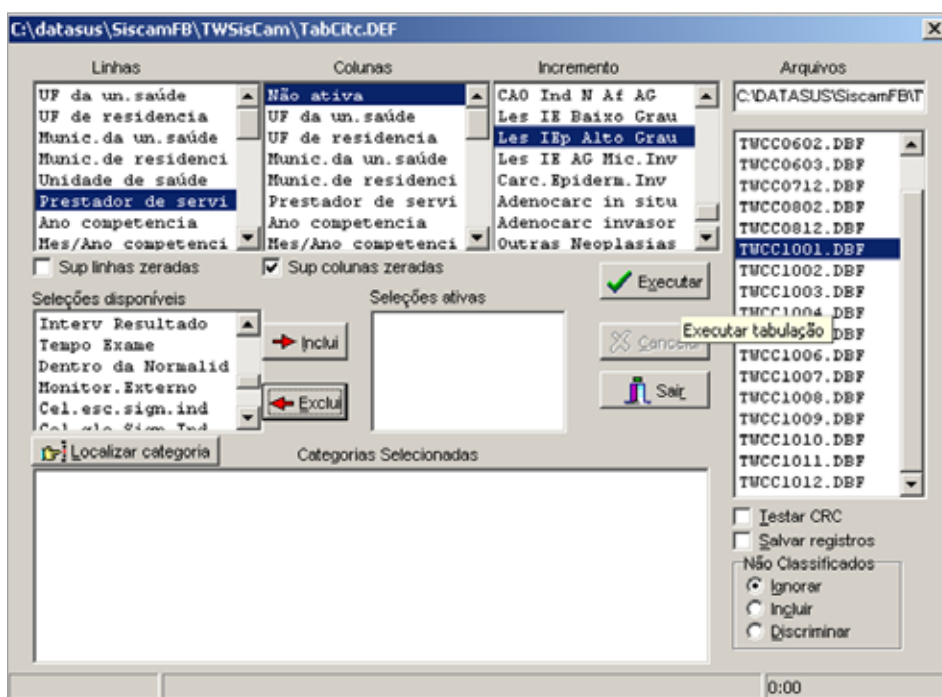 C:\datasus\SiscamFB\TWSisCam\TabCitc.DEF
Linhas
UF da un.saúde
UF de residencia
Munic.da un.saúde
Munic.de residenci
Unidade de saúde
Prestador de servi
Ano competencia
Mes/Ano competenci
Sup linhas zeradas
Colunas
Não ativa
UF da un.saúde
UF de residencia
Munic.da un.saúde
Munic.de residenci
Prestador de servi
Ano competencia
Mes/Ano competenci
Sup colunas zeradas
Incremento
CAO Ind N Af AG
Les IE Baixo Grau
Les IEp Alto Grau
Les IE AG Mic.Inv
Carc.Epiderm.Inv
Adenocarc in situ
Adenocarc invasor
Outras Neoplasias
Arquivos
C:\DATASUS\SiscamFB\T
TWCC0602.DBF
TWCC0603.DBF
TWCC0712.DBF
TWCC0802.DBF
TWCC0812.DBF
TWCC1001.DBF
TWCC1002.DBF
TWCC1003.DBF
TWCC1004.DBF
DBF
TWCC1006.DBF
TWCC1007.DBF
TWCC1008.DBF
TWCC1009.DBF
TWCC1010.DBF
TWCC1011.DBF
TWCC1012.DBF
Seleções disponíveis
Interv Resultado
Tempo Exame
Dentro da Normalid
Monitor.Externo
Cel.esc.sign.ind
Cel.glo.Sign.Ind
Inclui
Exclui
Seleções ativas
Executar
Executar tabulação
Cancelar
Sair
Localizar categoria
Categorias Selecionadas
Testar CRC
Salvar registros
Não Classificados
Ignorar
Incluir
Discriminar
0:00